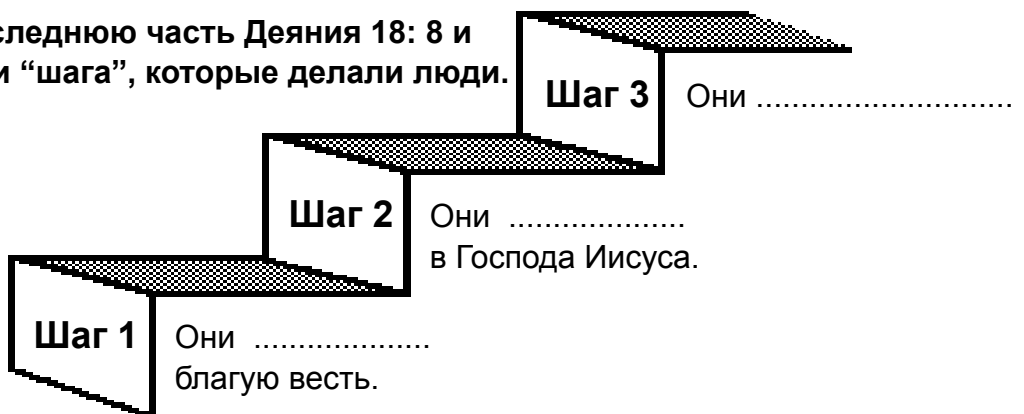 следнюю часть Деяния 18: 8 и
и “шага”, которые делали люди.
Шаг 3 Они .............................
Шаг 2 Они ....................
в Господа Иисуса.
Шаг 1 Они ....................
благую весть.